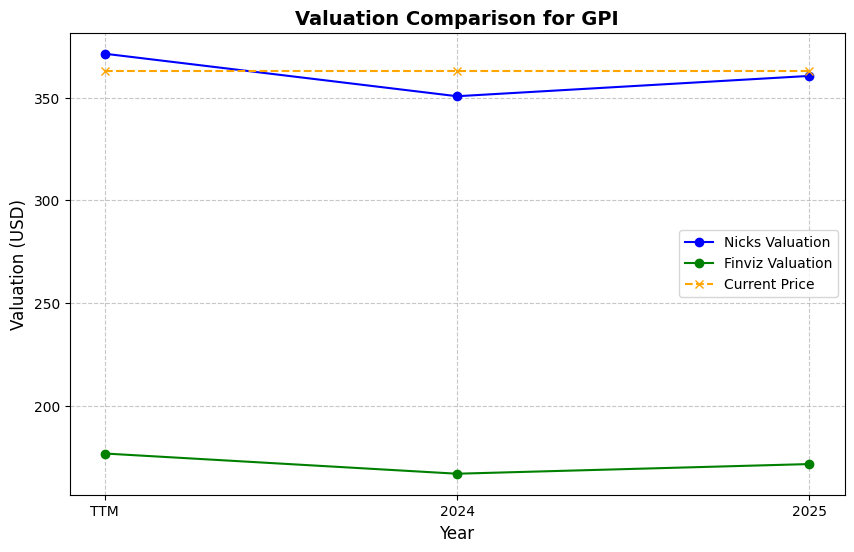 Valuation Comparison for GPI
Valuation (USD)
350
300
250
200
Nicks Valuation
Finviz Valuation
Current Price
TTM
2024
2025
Year